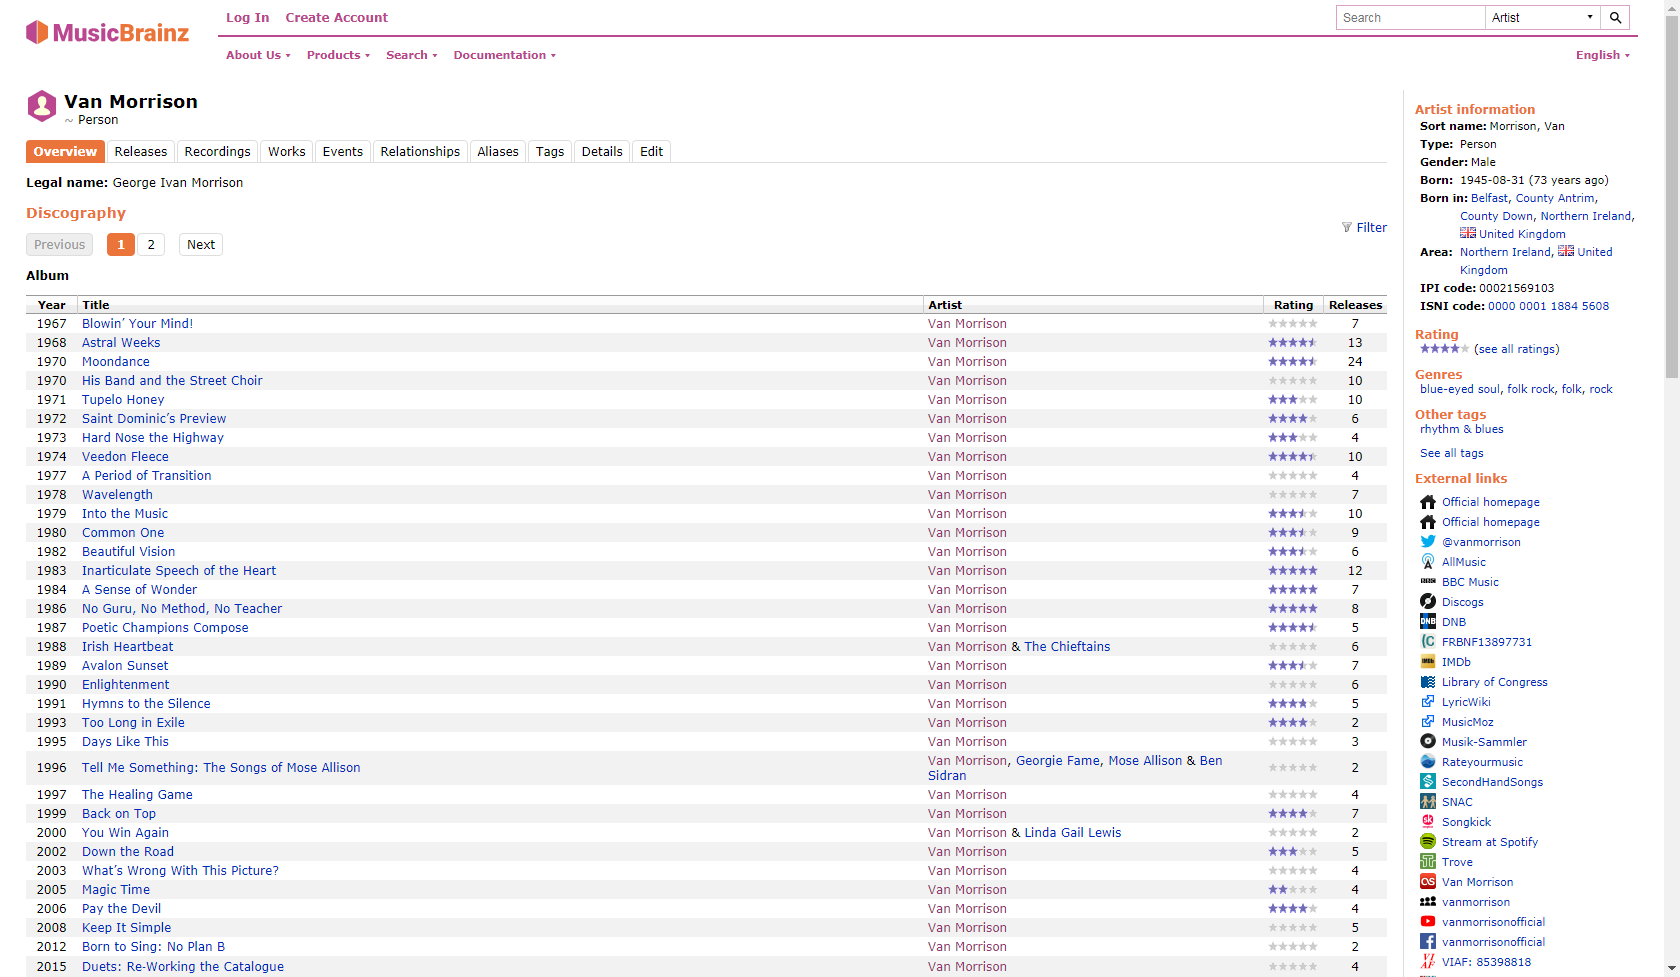 MusicBrainz
Log In Create Account
Search Artist
About Us Products Search Documentation
English
Van Morrison
~ Person
Overview Releases Recordings Works Events Relationships Aliases Tags Details Edit
Legal name: George Ivan Morrison
Discography
Filter
Previous 1 2 Next
Album
Year Title Artist Rating Releases
1967 Blowin’ Your Mind! Van Morrison 7
1968 Astral Weeks Van Morrison 13
1970 Moondance Van Morrison 24
1970 His Band and the Street Choir Van Morrison 10
1971 Tupelo Honey Van Morrison 10
1972 Saint Dominic’s Preview Van Morrison 6
1973 Hard Nose the Highway Van Morrison 4
1974 Veedon Fleece Van Morrison 10
1977 A Period of Transition Van Morrison 4
1978 Wavelength Van Morrison 7
1979 Into the Music Van Morrison 10
1980 Common One Van Morrison 9
1982 Beautiful Vision Van Morrison 6
1983 Inarticulate Speech of the Heart Van Morrison 12
1984 A Sense of Wonder Van Morrison 7
1986 No Guru, No Method, No Teacher Van Morrison 8
1987 Poetic Champions Compose Van Morrison 5
1988 Irish Heartbeat Van Morrison & The Chieftains 6
1989 Avalon Sunset Van Morrison 7
1990 Enlightenment Van Morrison 6
1991 Hymns to the Silence Van Morrison 5
1993 Too Long in Exile Van Morrison 2
1995 Days Like This Van Morrison 3
1996 Tell Me Something: The Songs of Mose Allison Van Morrison, Georgie Fame, Mose Allison & Ben
Sidran 2
1997 The Healing Game Van Morrison 4
1999 Back on Top Van Morrison 7
2000 You Win Again Van Morrison & Linda Gail Lewis 2
2002 Down the Road Van Morrison 5
2003 What’s Wrong With This Picture? Van Morrison 4
2005 Magic Time Van Morrison 4
2006 Pay the Devil Van Morrison 4
2008 Keep It Simple Van Morrison 5
2012 Born to Sing: No Plan B Van Morrison 2
2015 Duets: Re-Working the Catalogue Van Morrison 4
Artist information
Sort name: Morrison, Van
Type: Person
Gender: Male
Born: 1945-08-31 (73 years ago)
Born in: Belfast, County Antrim,
County Down, Northern Ireland,
United Kingdom
Area: Northern Ireland, United
Kingdom
IPI code: 00021569103
ISNI code: 0000 0001 1884 5608
Rating
(see all ratings)
Genres
blue-eyed soul, folk rock, folk, rock
Other tags
rhythm & blues
See all tags
External links
Official homepage
Official homepage
@vanmorrison
AllMusic
BBC BBC Music
Discogs
DNB DNB
FRBNF13897731
IMDb IMDb
Library of Congress
LyricWiki
MusicMoz
Musik-Sammler
Rateyourmusic
SecondHandSongs
SNAC
sk Songkick
Stream at Spotify
Trove
OS Van Morrison
vanmorrison
vanmorrisonofficial
vanmorrisonofficial
VIAF VIAF: 85398818